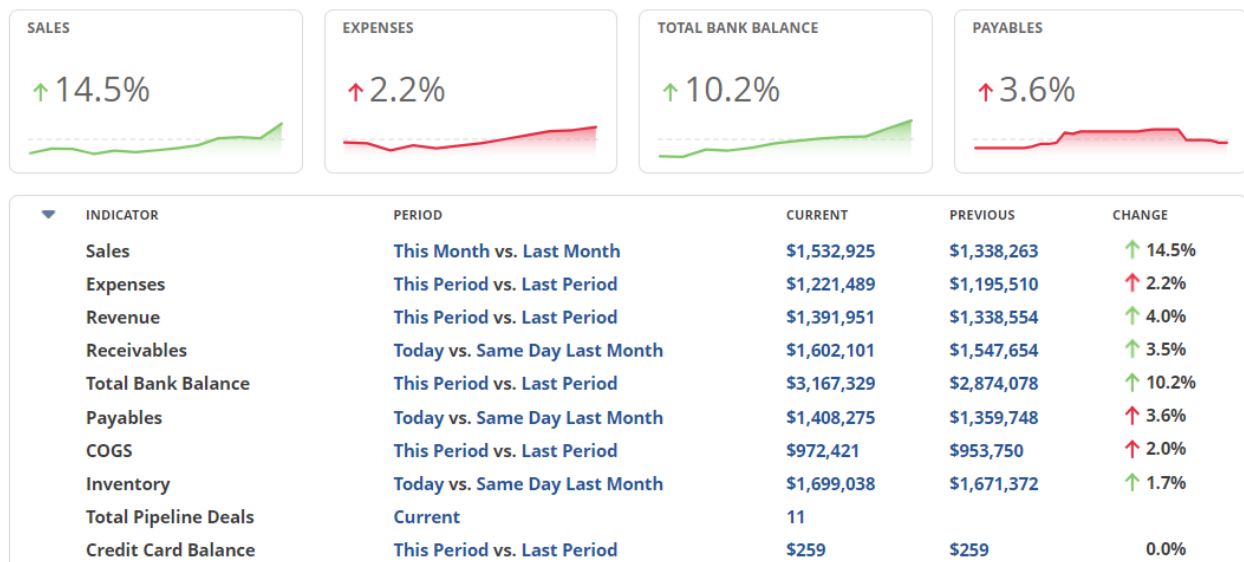 SALES
14.5%
EXPENSES
2.2%
TOTAL BANK BALANCE
10.2%
PAYABLES
3.6%
INDICATOR PERIOD CURRENT PREVIOUS CHANGE
Sales This Month vs. Last Month $1,532,925 $1,338,263 14.5%
Expenses This Period vs. Last Period $1,221,489 $1,195,510 2.2%
Revenue This Period vs. Last Period $1,391,951 $1,338,554 4.0%
Receivables Today vs. Same Day Last Month $1,602,101 $1,547,654 3.5%
Total Bank Balance This Period vs. Last Period $3,167,329 $2,874,078 10.2%
Payables Today vs. Same Day Last Month $1,408,275 $1,359,748 3.6%
COGS This Period vs. Last Period $972,421 $953,750 2.0%
Inventory Today vs. Same Day Last Month $1,699,038 $1,671,372 1.7%
Total Pipeline Deals Current 11
Credit Card Balance This Period vs. Last Period $259 $259 0.0%